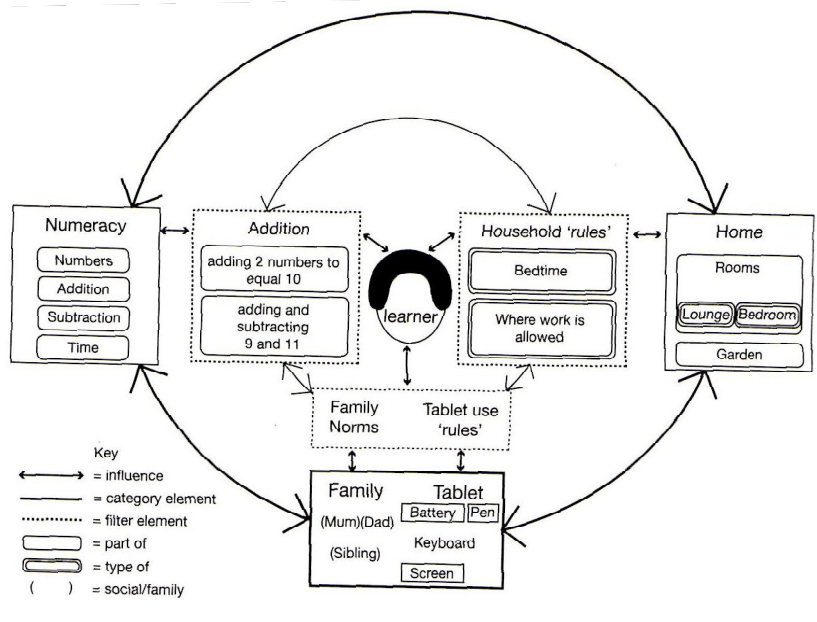 Numeracy
Numbers
Addition
Subtraction
Time
Addition
adding 2 numbers to
equal 10
adding and
subtracting
9 and 11
learner
Household ‘rules’
Bedtime
Where work is
allowed
Home
Rooms
Lounge
Bedroom
Garden
Family
Norms
Tablet use
‘rules’
Family
(Mum)(Dad)
(Sibling)
Tablet
Battery
Pen
Keyboard
Screen
Key
= influence
= category element
= filter element
= part of
= type of
( ) = social/family